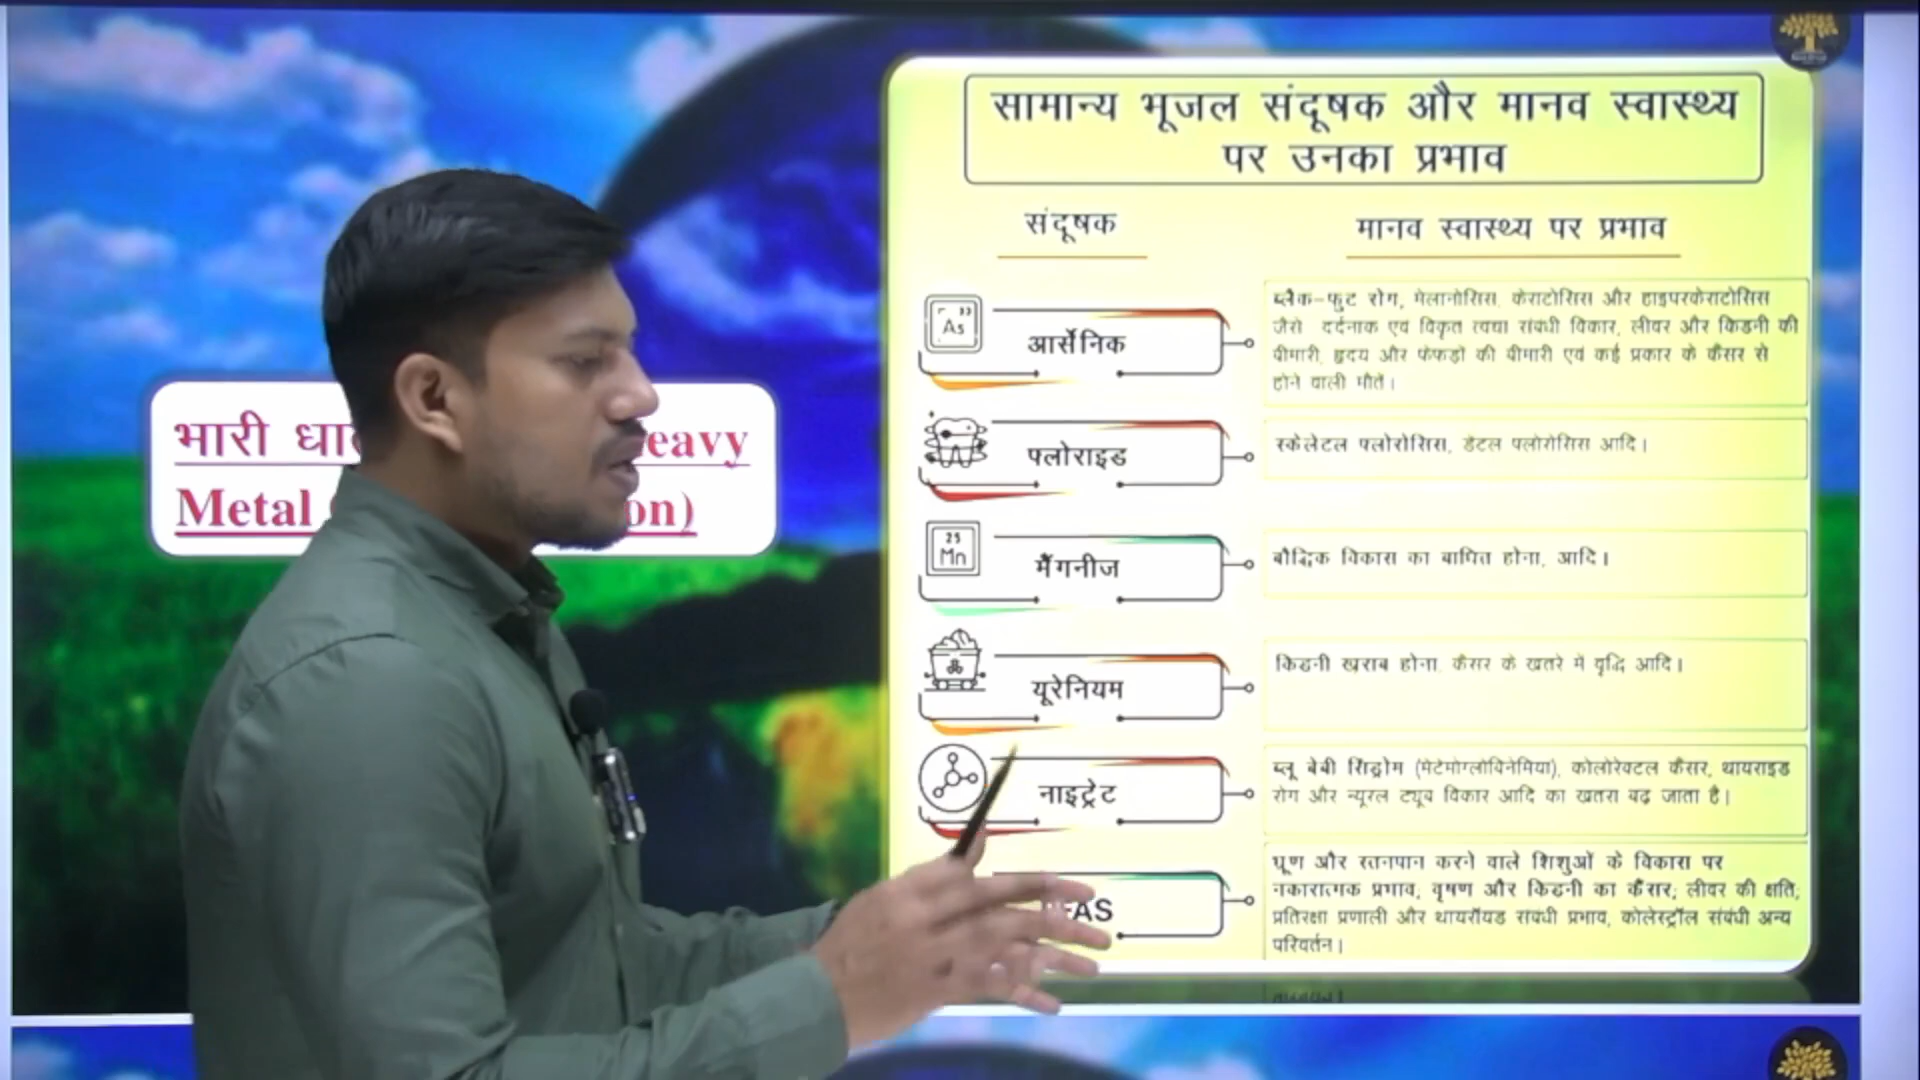 सामान्य भूजल संदूषक और मानव स्वास्थ्य
पर उनका प्रभाव
संदूषक
मानव स्वास्थ्य पर प्रभाव
33
As
आर्सेनिक
ब्लैक-फुट रोग, मेलानोसिस, केराटोसिस और हाइपरकेराटोसिस
जैसे दर्दनाक एवं विकृत त्वचा संबंधी विकार, लीवर और किडनी की
बीमारी, हृदय और फेफड़ों की बीमारी एवं कई प्रकार के कैंसर से
होने वाली मौतें।
फ्लोराइड
स्केलेटल फ्लोरोसिस, डेंटल फ्लोरोसिस आदि।
25
Mn
मैंगनीज
बौद्धिक विकास का बाधित होना, आदि।
यूरेनियम
किडनी खराब होना, कैंसर के खतरे में वृद्धि आदि।
नाइट्रेट
ब्लू बेबी सिंड्रोम (मेटेमोग्लोविनेमिया), कोलोरेक्टल कैंसर, थायराइड
रोग और न्यूरल ट्यूब विकार आदि का खतरा बढ़ जाता है।
FAS
भ्रूण और स्तनपान करने वाले शिशुओं के विकास पर
नकारात्मक प्रभाव; वृषण और किडनी का कैंसर; लीवर की क्षति;
प्रतिरक्षा प्रणाली और थायरॉयड संबंधी प्रभाव, कोलेस्ट्रॉल संबंधी अन्य
परिवर्तन।
भारी धा eavy
Metal on)